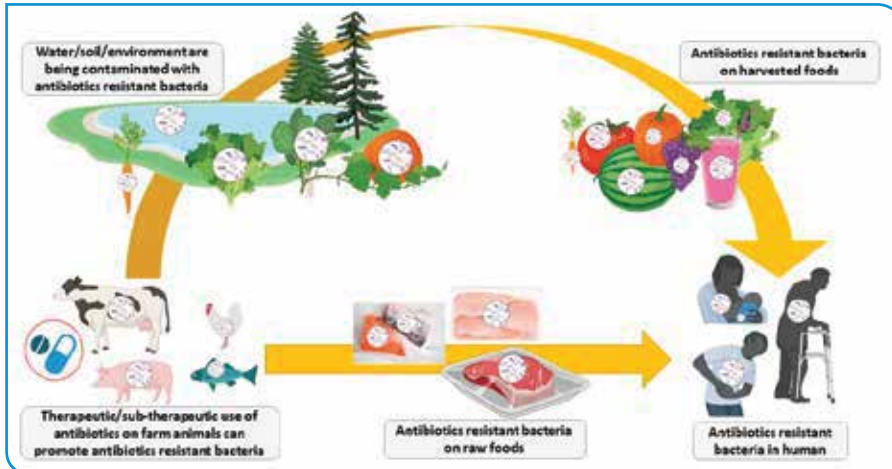 Water/soil/environment are
being contaminated with
antibiotics resistant bacteria
Antibiotics resistant bacteria
on harvested foods
Therapeutic/sub-therapeutic use of
antibiotics on farm animals can
promote antibiotics resistant bacteria
Antibiotics resistant bacteria
on raw foods
Antibiotics resistant
bacteria in human